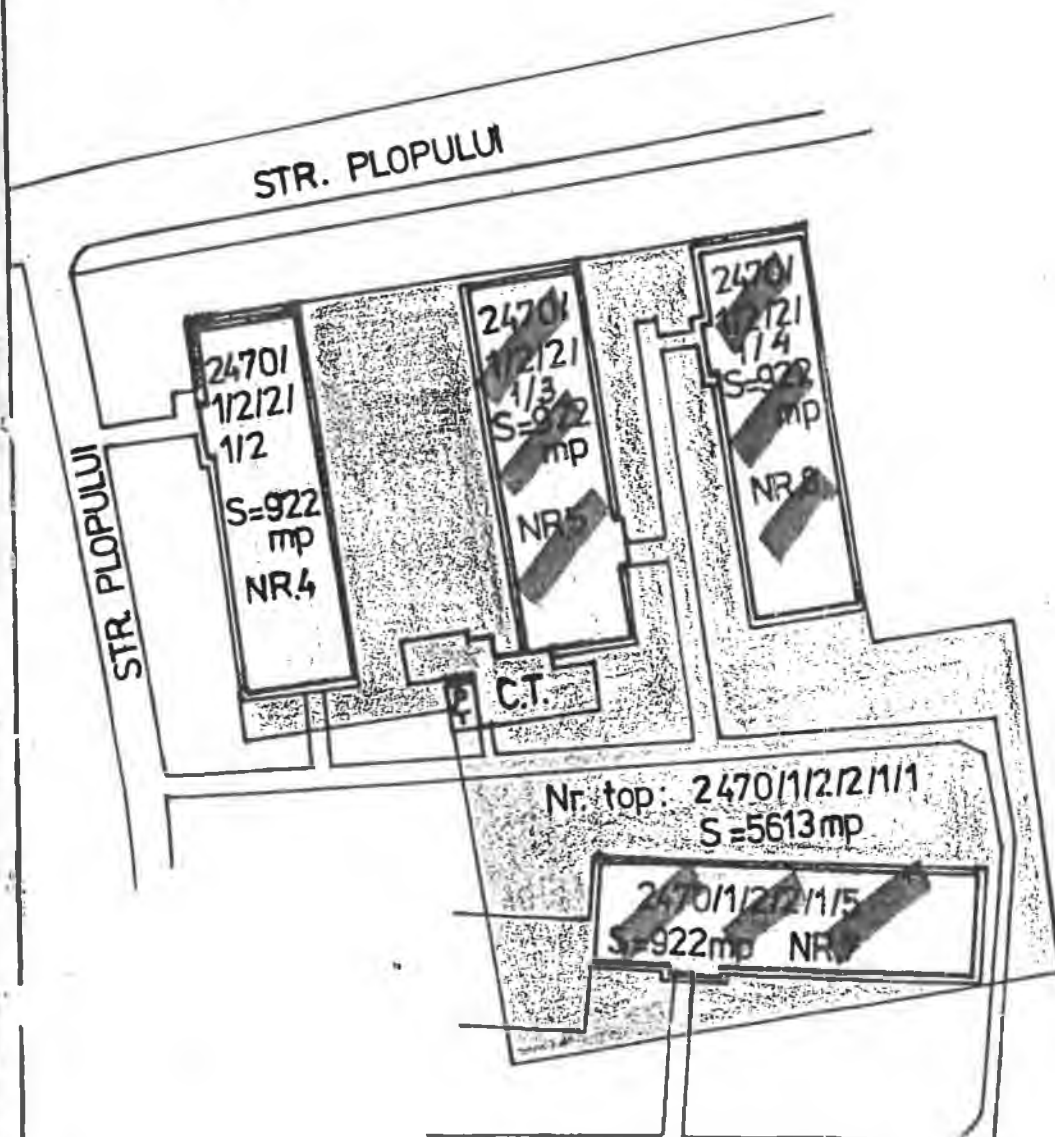 STR. PLOPULUI
STR. PLOPULUI
2470/
1/2/2/
1/2
S=922
mp
NR.4
2470/
1/2/2/
1/3
S=922
mp
NR5
2470/
1/2/2/
1/4
S=922
mp
NR.
C.T.
Nr. top: 2470/1/2/2/1/1
S=5613mp
2470/1/2/2/1/5
S=922mp NR